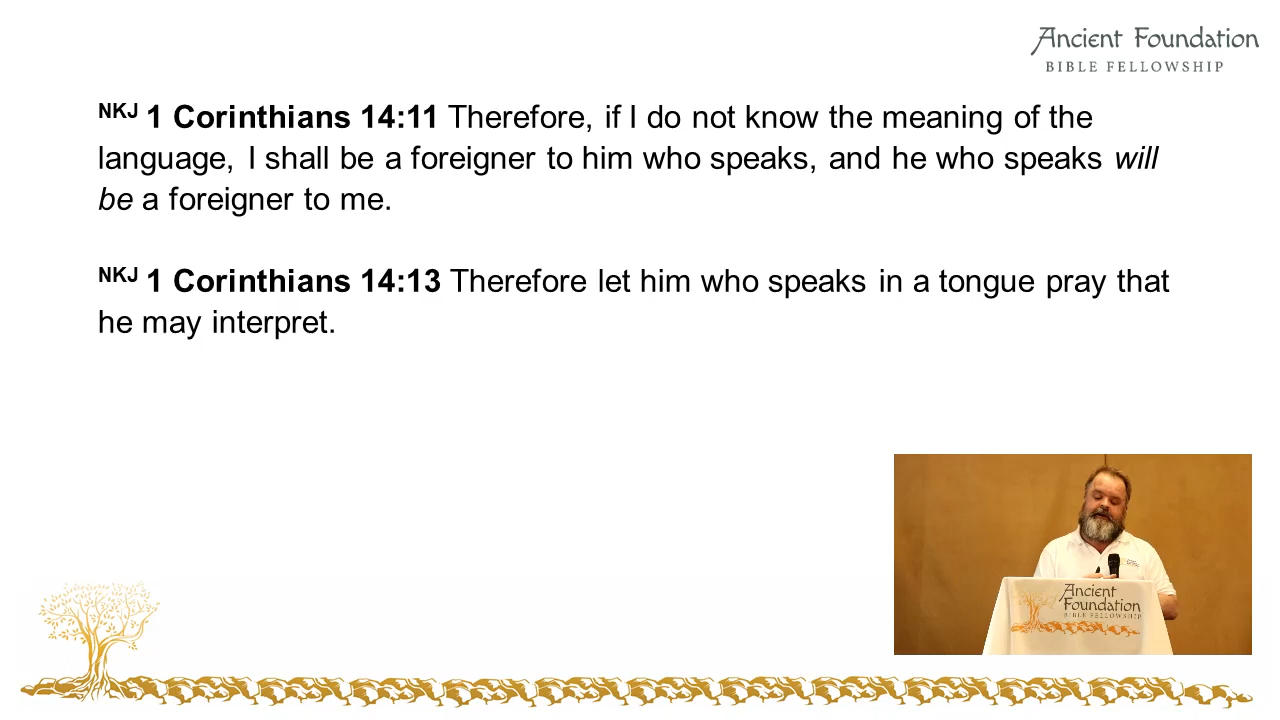 Ancient Foundation
BIBLE FELLOWSHIP
NKJ 1 Corinthians 14:11 Therefore, if I do not know the meaning of the
language, I shall be a foreigner to him who speaks, and he who speaks will
be a foreigner to me.
NKJ 1 Corinthians 14:13 Therefore let him who speaks in a tongue pray that
he may interpret.
Ancient
Foundation
BIBLE FELLOWSHIP